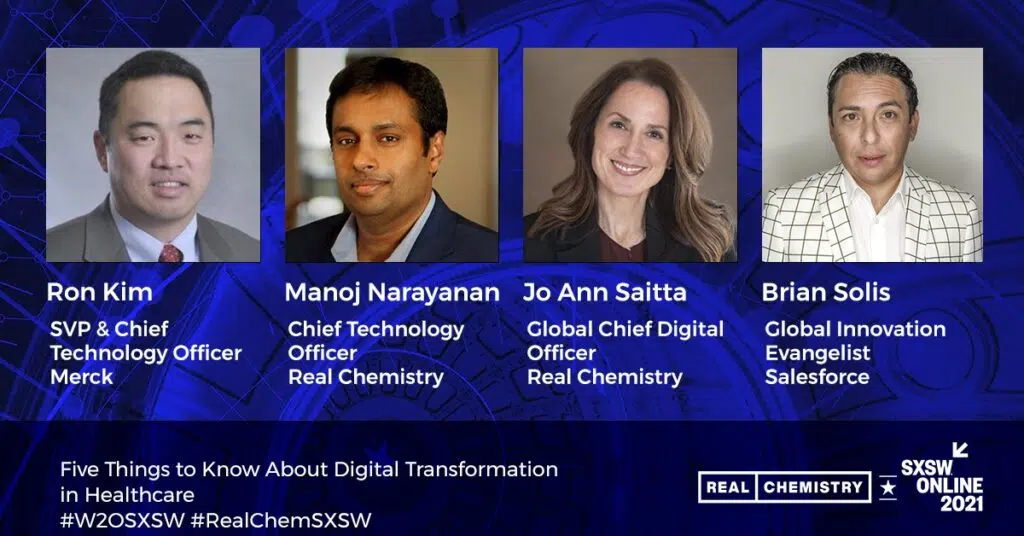 Ron Kim
SVP & Chief
Technology Officer
Merck
Manoj Narayanan
Chief Technology
Officer
Real Chemistry
Jo Ann Saitta
Global Chief Digital
Officer
Real Chemistry
Brian Solis
Global Innovation
Evangelist
Salesforce
Five Things to Know About Digital Transformation
in Healthcare
#W2OSXSW #RealChemSXSW
REAL CHEMISTRY
SXSW
ONLINE
2021